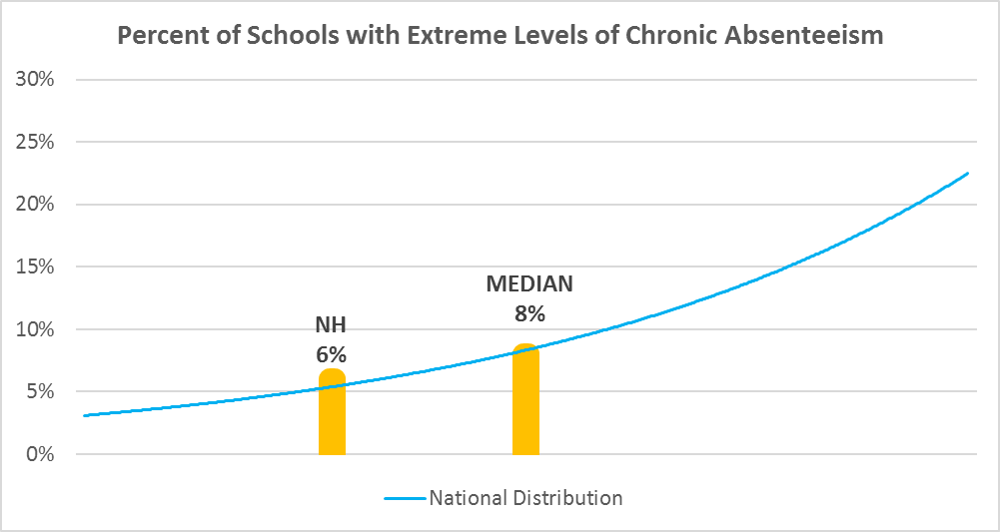 Percent of Schools with Extreme Levels of Chronic Absenteeism
30%
25%
20%
15%
10%
5%
0%
NH
6%
MEDIAN
8%
National Distribution